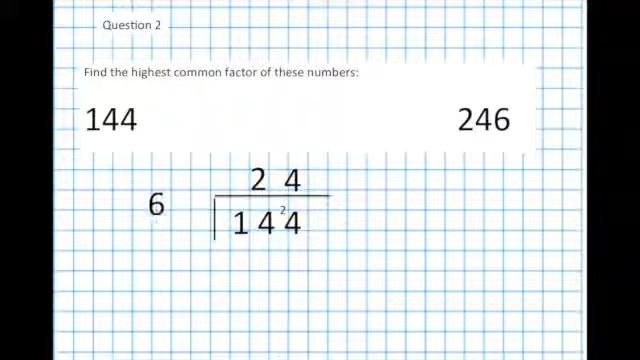 Question 2
Find the highest common factor of these numbers:
144 246
2 4
6 1 4 2 4